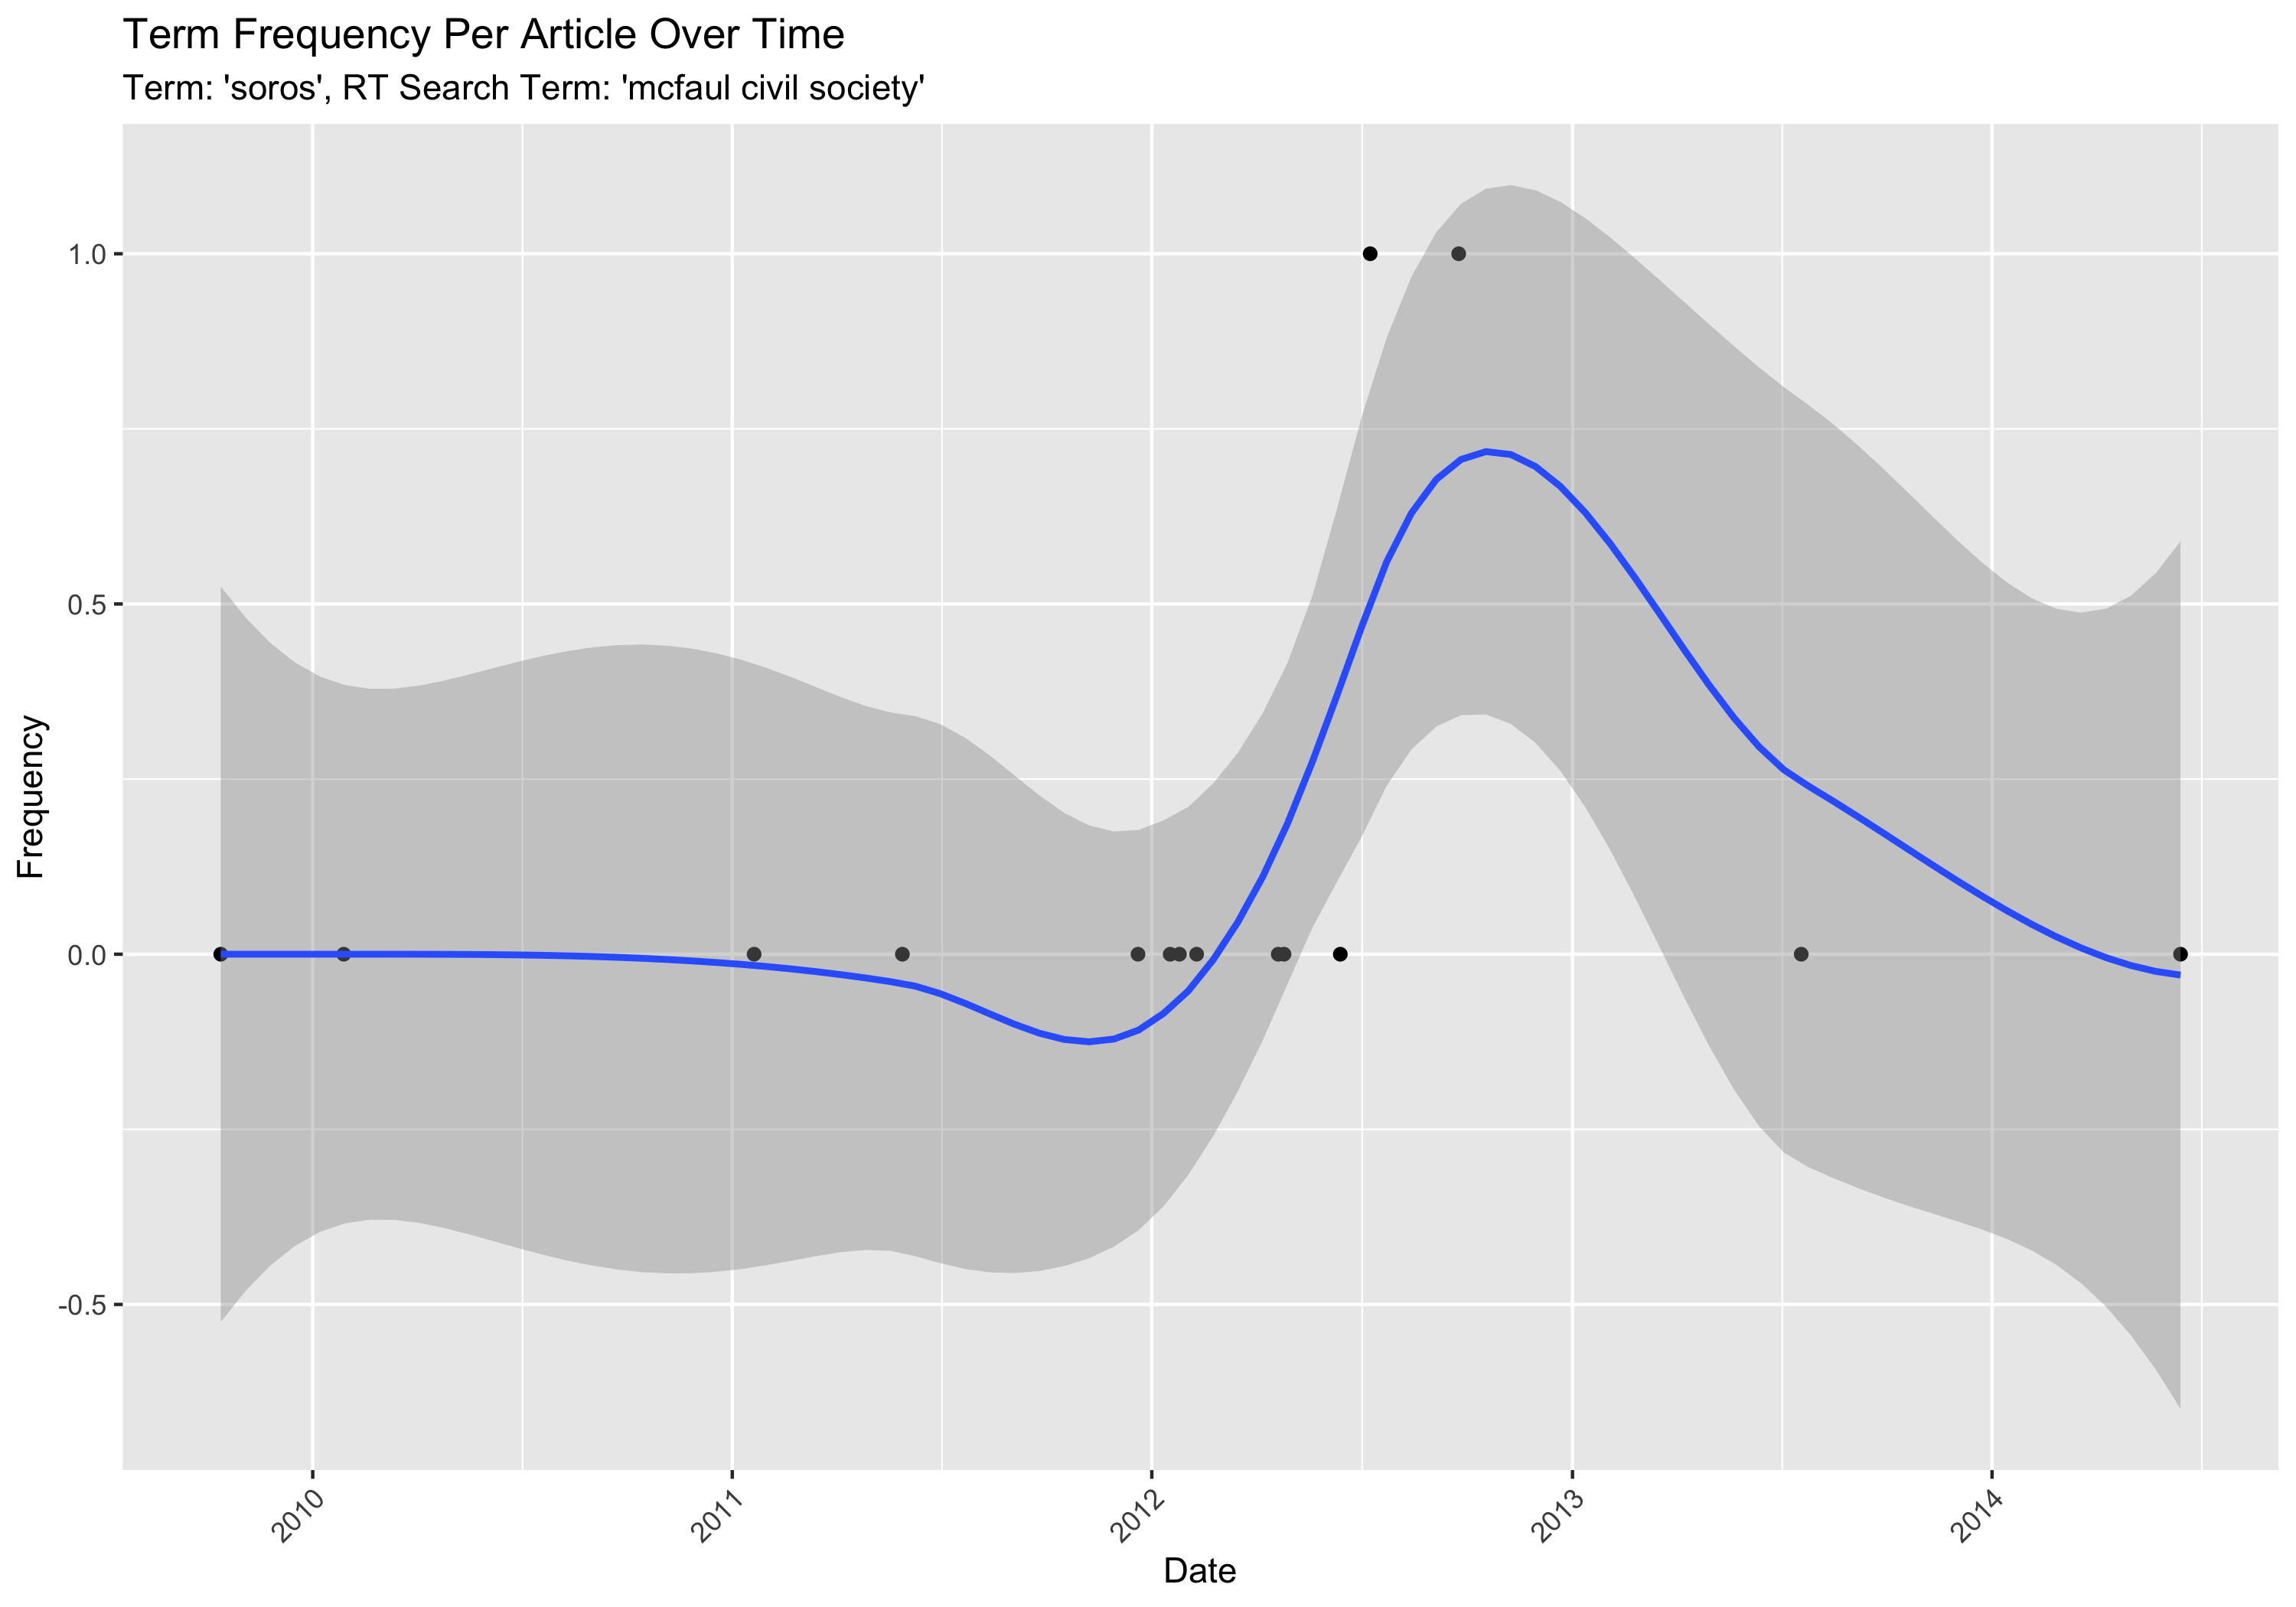 Term Frequency Per Article Over Time
Term: 'soros', RT Search Term: 'mcfaul civil society'
Frequency
1.0
0.5
0.0
-0.5
2010
2011
2012
2013
2014
Date